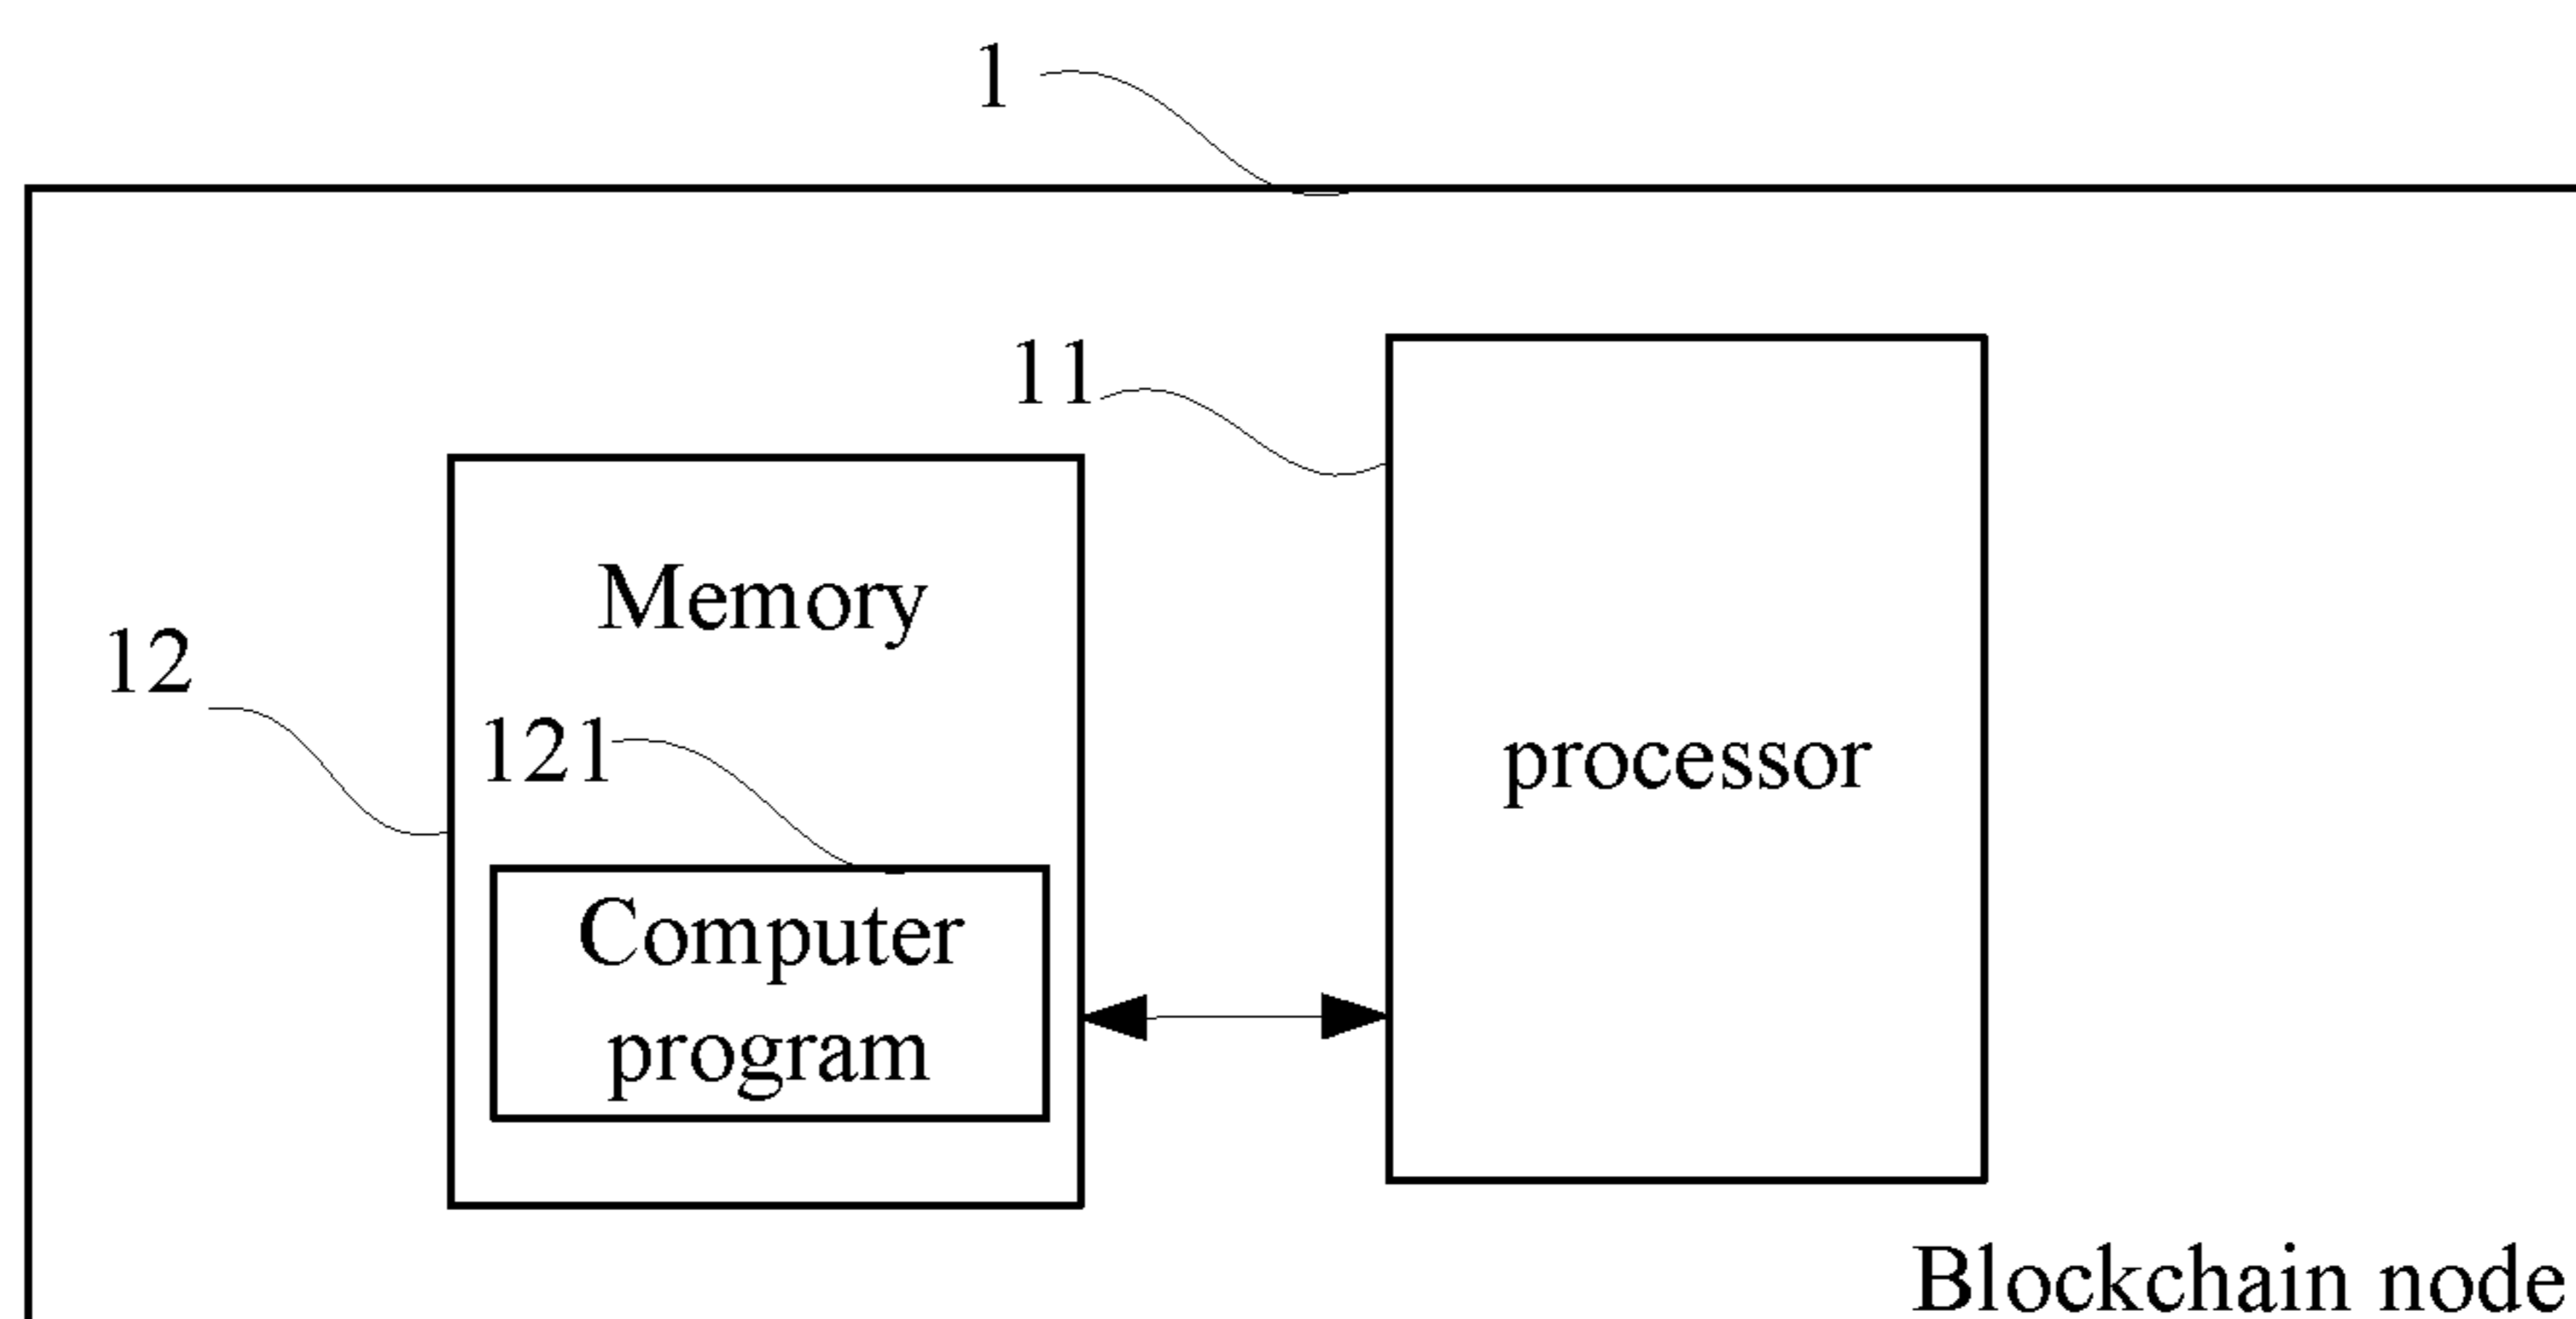 1
11
Memory
12
121
processor
Computer
program
Blockchain node